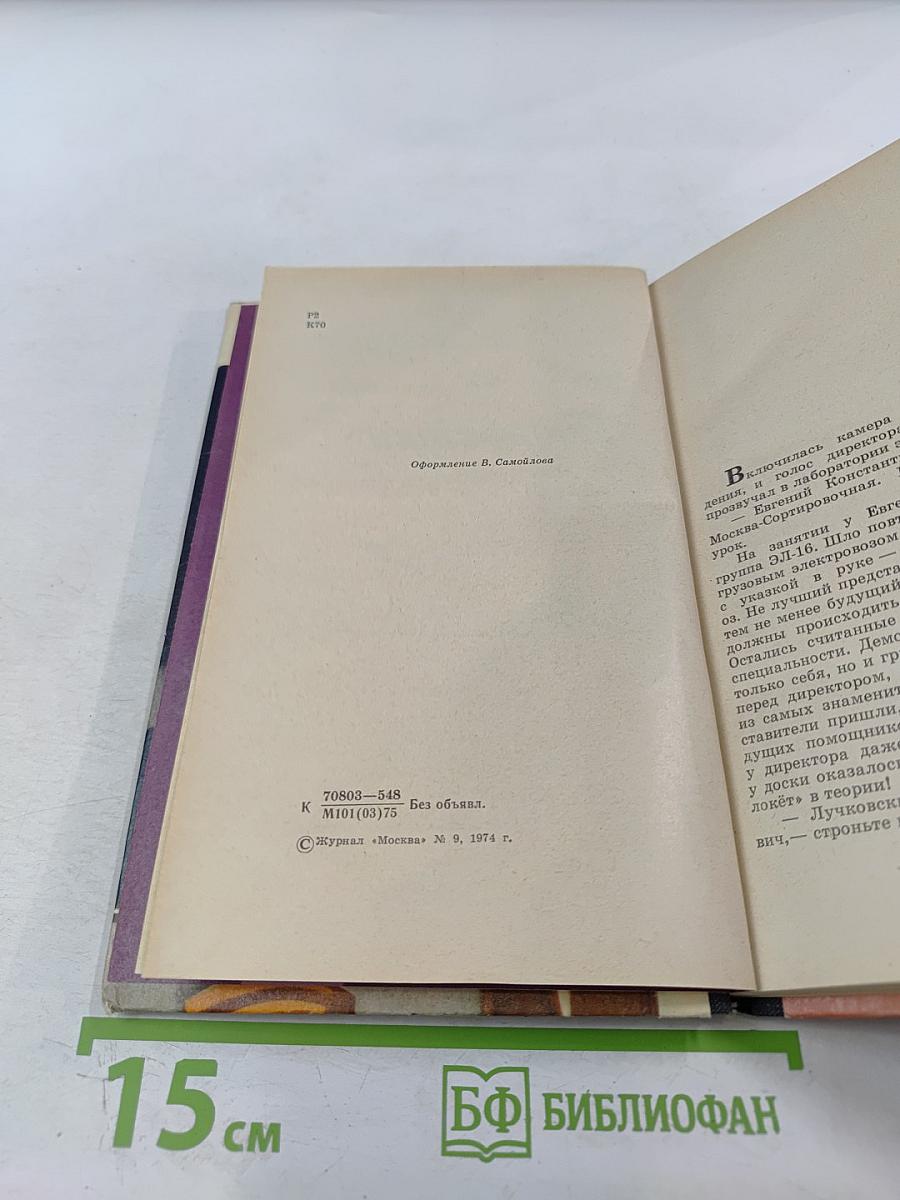 Р2
К70
Оформление В. Самойлова
К 70803—548 Без объявл.
М101(03)75
© Журнал «Москва» № 9, 1974 г.
Включилась камера
дения, и голос директора
прозвучал в лаборатории э
— Евгений Констант
Москва-Сортировочная.
урок.
На занятии у Евге
группа ЭЛ-16. Шло повт
грузовым электровозом
с указкой в руке —
оз. Не лучший предста
тем не менее будущий
должны происходить
Остались считанные
специальности. Демо
только себя, но и гр
перед директором,
из самых знаменит
ставители пришли,
дущих помощнико
у директора даже
у доски оказалос
локёт» в теории!
— Лучковски
вич,— строньте
15 см
БФ БИБЛИОФАН